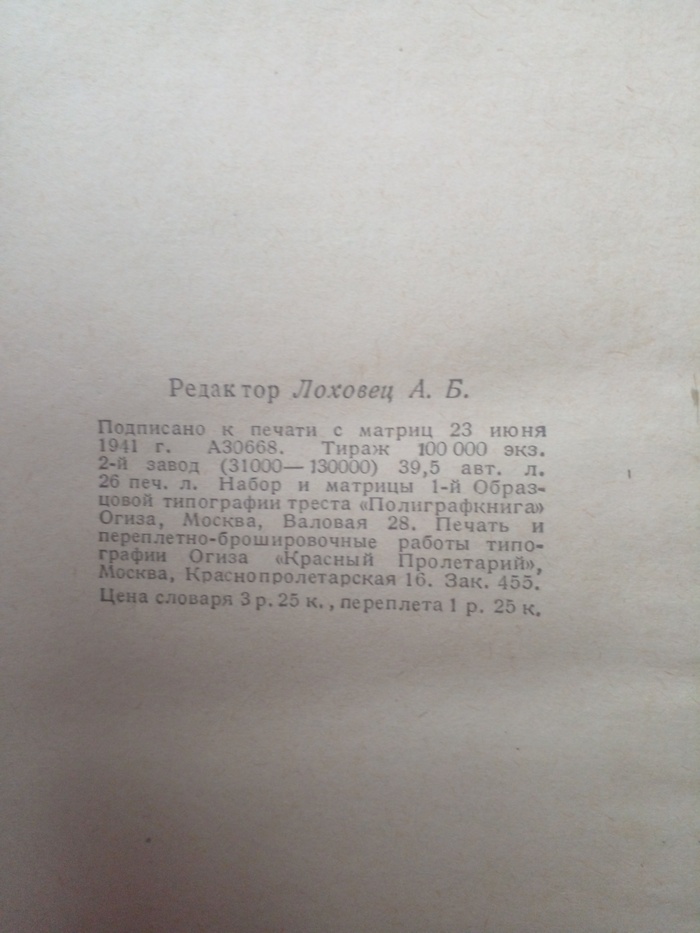 Редактор Лоховец А. Б.
Подписано к печати с матриц 23 июня
1941 г. А30668. Тираж 100 000 экз.
2-й завод (31000—130000) 39,5 авт. л.
26 печ. л. Набор и матрицы 1-й Образ-
цовой типографии треста «Полиграфкнига»
Огиза, Москва, Валовая 28. Печать и
переплетно-брошировочные работы типо-
графии Огиза «Красный Пролетарий»,
Москва, Краснопролетарская 16. Зак. 455.
Цена словаря 3 р. 25 к., переплета 1 р. 25 к.